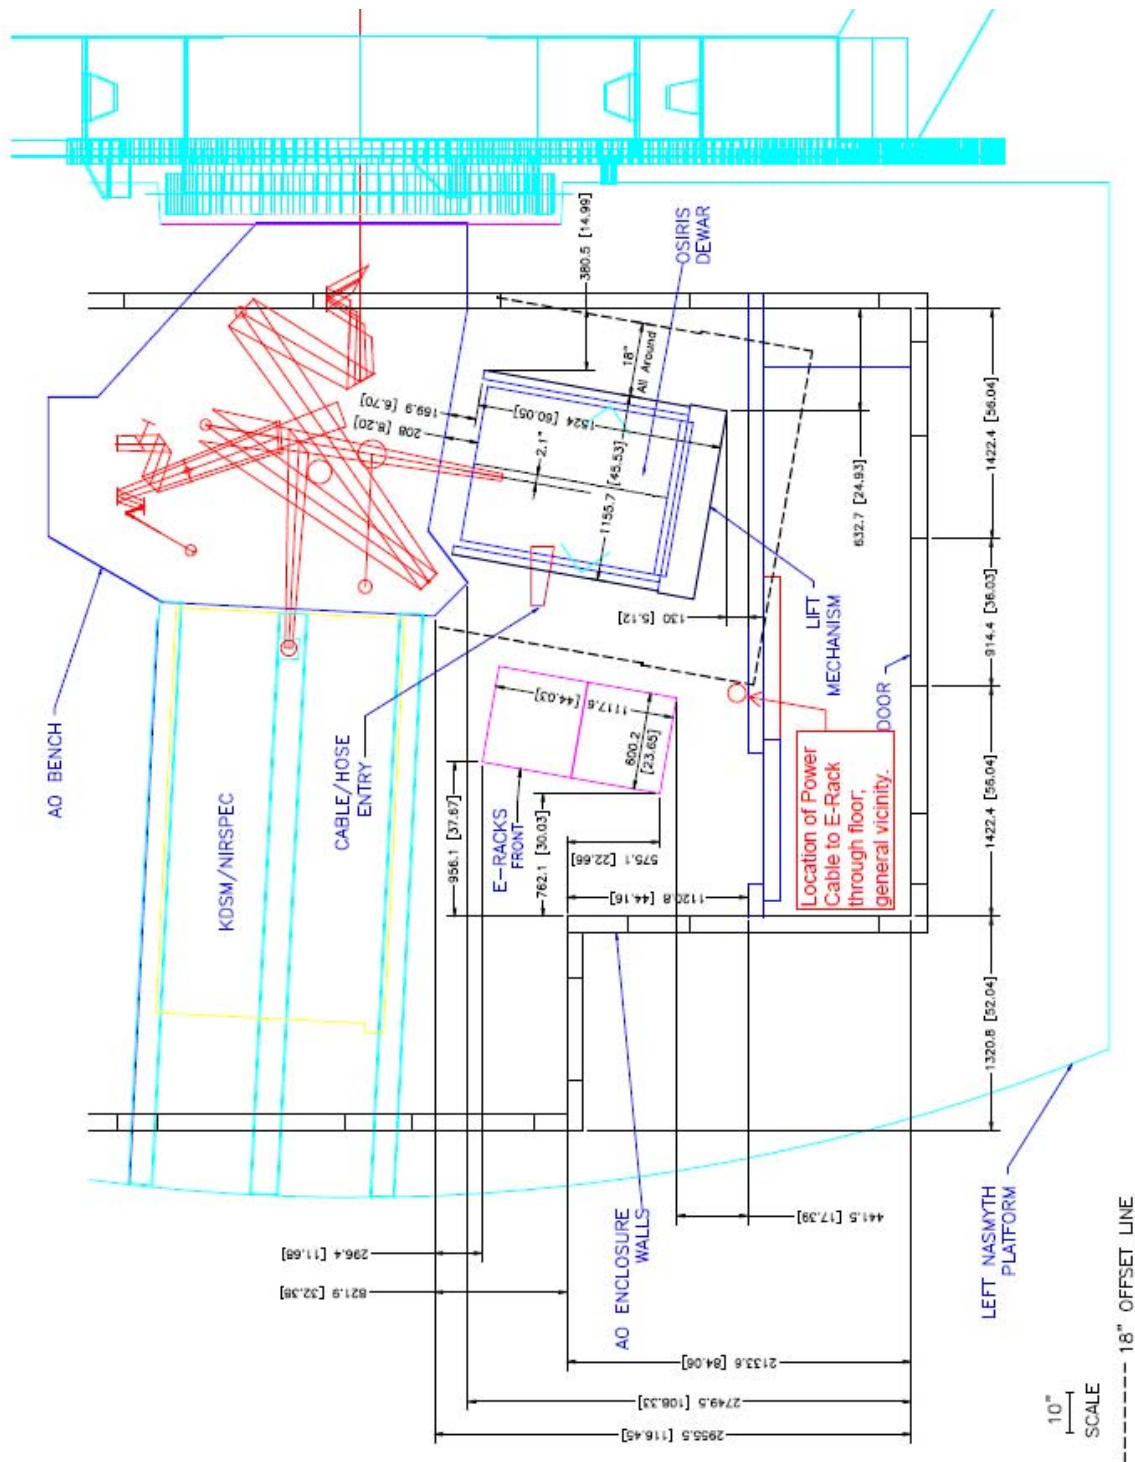 380.5 [14.99]
OSIRIS
DEWAR
18"
All Around
169.9 [6.70]
208 [8.20]
1524 [60.05]
2.1"
1155.7
[45.53]
632.7 [24.93]
1422.4 [56.04]
AO BENCH
CABLE/HOSE
ENTRY
KDSM/NIRSPEC
130 [5.12]
LIFT
MECHANISM
914.4 [36.03]
DOOR
1117.6
[44.03]
600.2
[23.65]
956.1 [37.67]
E-RACKS
FRONT
762.1 [30.03]
575.1 [22.66]
1120.8 [44.16]
Location of Power
Cable to E-Rack
through floor,
general vicinity.
1422.4 [56.04]
1320.8 [52.04]
441.5 [17.39]
296.4 [11.68]
821.9 [32.38]
AO ENCLOSURE
WALLS
LEFT NASMYTH
PLATFORM
2133.6 [84.06]
2749.5 [108.33]
2955.5 [116.45]
10"
SCALE
18" OFFSET LINE